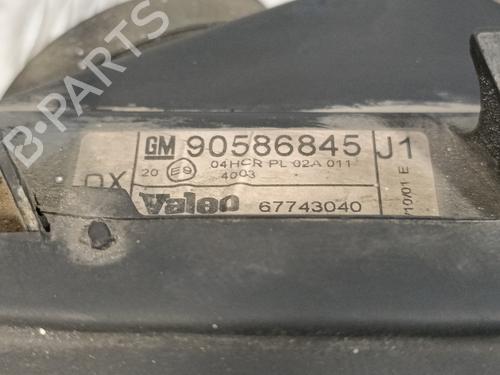 GM 90586845 J1
20 E9 04HCR PL 02A 011
4003
DX
Valeo 67743040
10/01 E
B-PARTS